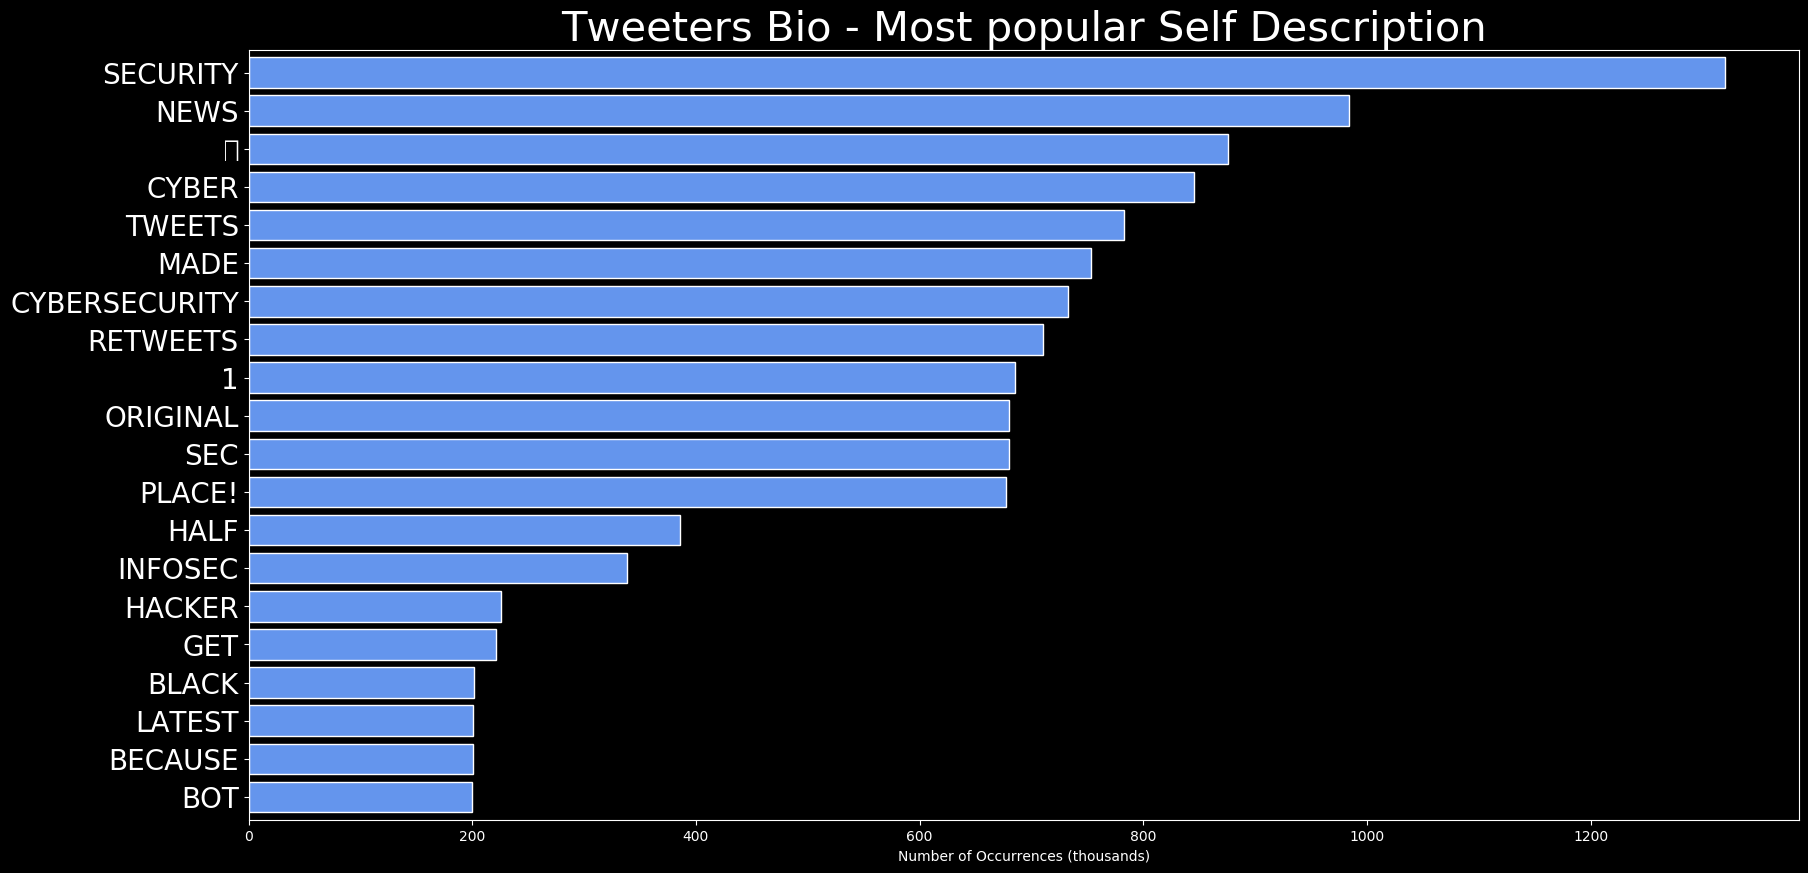 Tweeters Bio - Most popular Self Description
SECURITY
NEWS
CYBER
TWEETS
MADE
CYBERSECURITY
RETWEETS
1
ORIGINAL
SEC
PLACE!
HALF
INFOSEC
HACKER
GET
BLACK
LATEST
BECAUSE
BOT
0 200 400 600 800 1000 1200
Number of Occurrences (thousands)